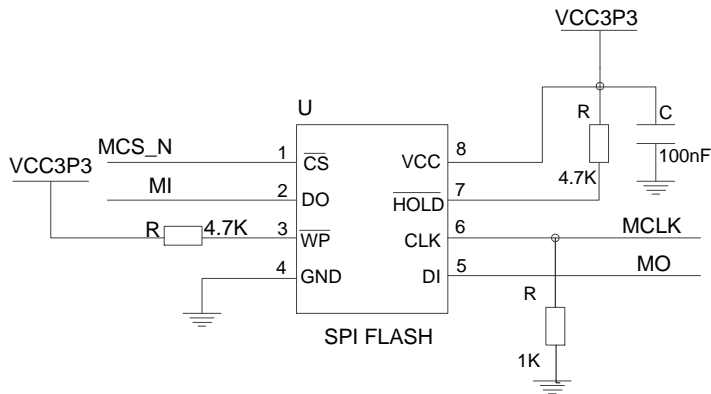 VCC3P3
U
R
C
MCS_N
1
CS
VCC
8
VCC3P3
100nF
MI
2
DO
HOLD
7
4.7K
R
4.7K
3
WP
CLK
6
MCLK
4
GND
DI
5
MO
R
SPI FLASH
1K